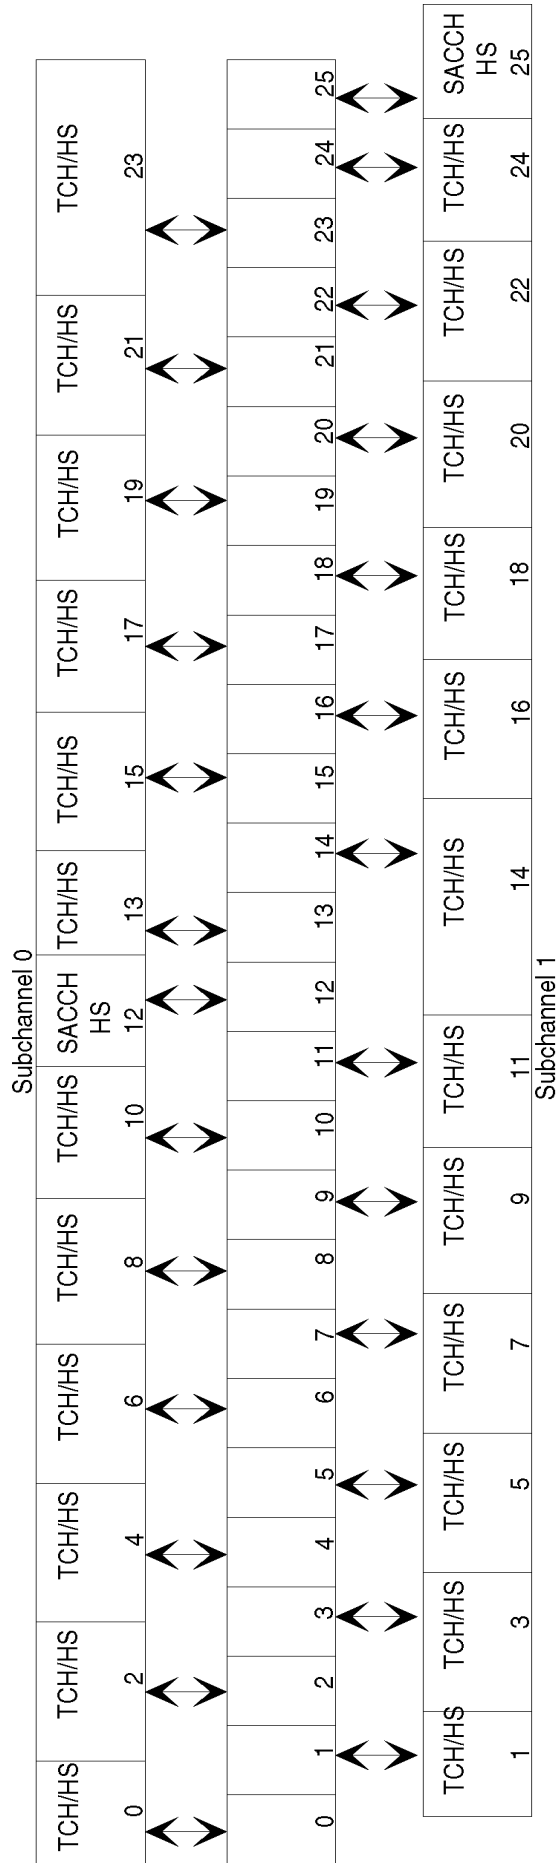 Subchannel 0
TCH/HS TCH/HS TCH/HS TCH/HS TCH/HS TCH/HS SACCH TCH/HS TCH/HS TCH/HS TCH/HS TCH/HS TCH/HS
HS
0 2 4 6 8 10 12 13 15 17 19 21 23
0 1 2 3 4 5 6 7 8 9 10 11 12 13 14 15 16 17 18 19 20 21 22 23 24 25
TCH/HS TCH/HS TCH/HS TCH/HS TCH/HS TCH/HS TCH/HS TCH/HS TCH/HS TCH/HS TCH/HS TCH/HS SACCH
HS
1 3 5 7 9 11 14 16 18 20 22 24 25
Subchannel 1